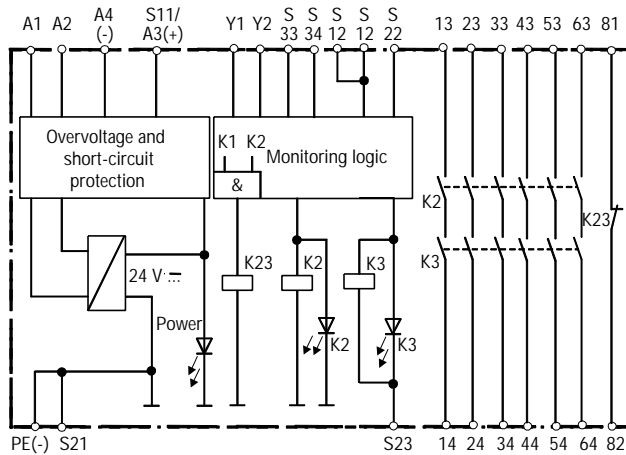 A1 A2 A4 (-) S11/ A3(+) Y1 Y2 S 33 S 34 S 12 S 12 S 22 13 23 33 43 53 63 81
Overvoltage and
short-circuit
protection
K1 K2
&
Monitoring logic
K2
K23
K3
24 V
K23
K2
K3
Power
K2
K3
PE(-) S21 S23 14 24 34 44 54 64 82